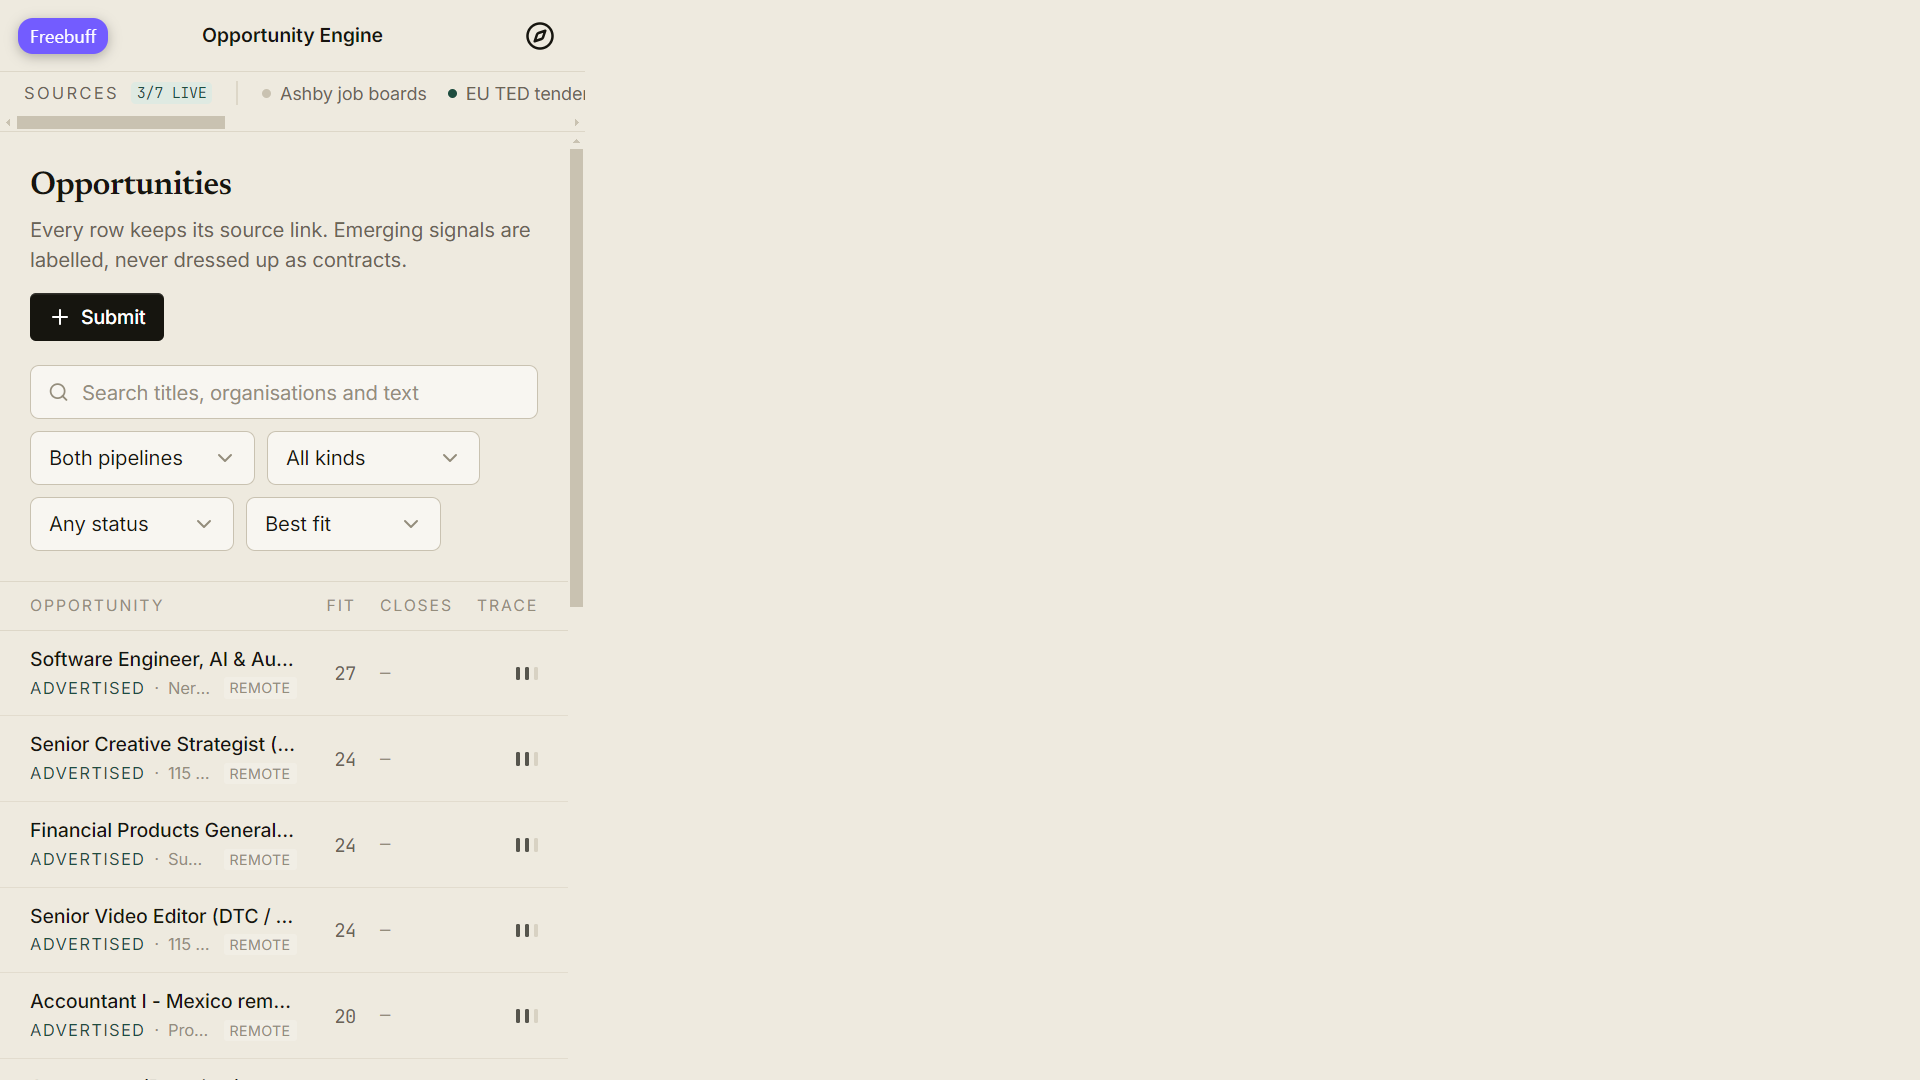 Freebuff
Opportunity Engine
SOURCES 3/7 LIVE Ashby job boards EU TED tender
Opportunities
Every row keeps its source link. Emerging signals are
labelled, never dressed up as contracts.
+ Submit
Search titles, organisations and text
Both pipelines All kinds
Any status Best fit
OPPORTUNITY FIT CLOSES TRACE
Software Engineer, AI & Au... 27 –
ADVERTISED · Ner... REMOTE
Senior Creative Strategist (... 24 –
ADVERTISED · 115 ... REMOTE
Financial Products General... 24 –
ADVERTISED · Su... REMOTE
Senior Video Editor (DTC / ... 24 –
ADVERTISED · 115 ... REMOTE
Accountant I - Mexico rem... 20 –
ADVERTISED · Pro... REMOTE